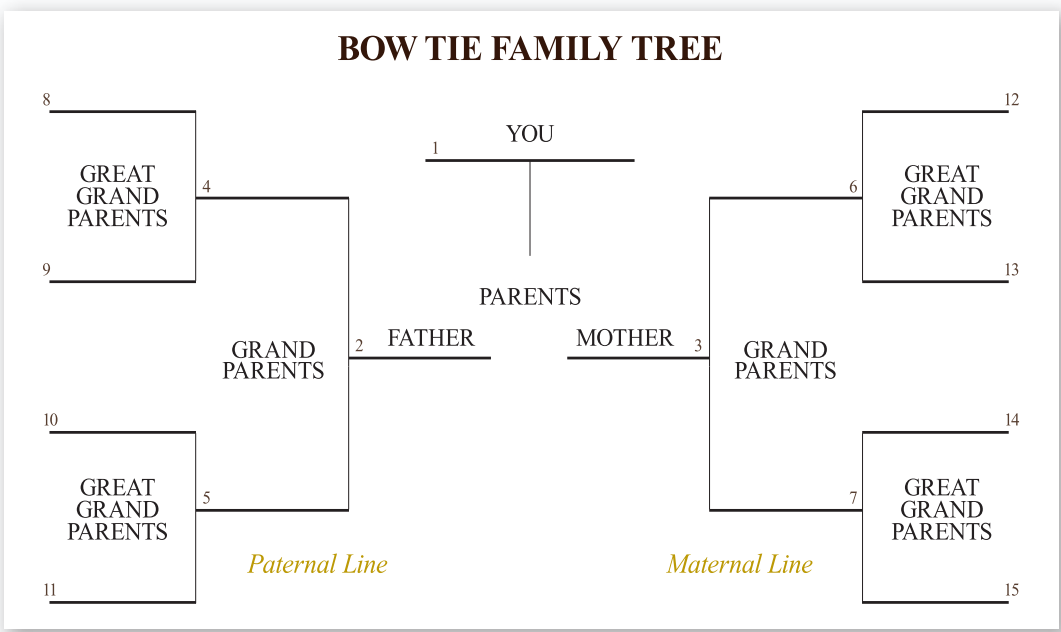 BOW TIE FAMILY TREE
8
12
YOU
1
GREAT
GRAND
PARENTS
4
6
GREAT
GRAND
PARENTS
9
13
PARENTS
FATHER
MOTHER
2
3
GRAND
PARENTS
GRAND
PARENTS
10
14
GREAT
GRAND
PARENTS
5
7
GREAT
GRAND
PARENTS
Paternal Line
Maternal Line
11
15